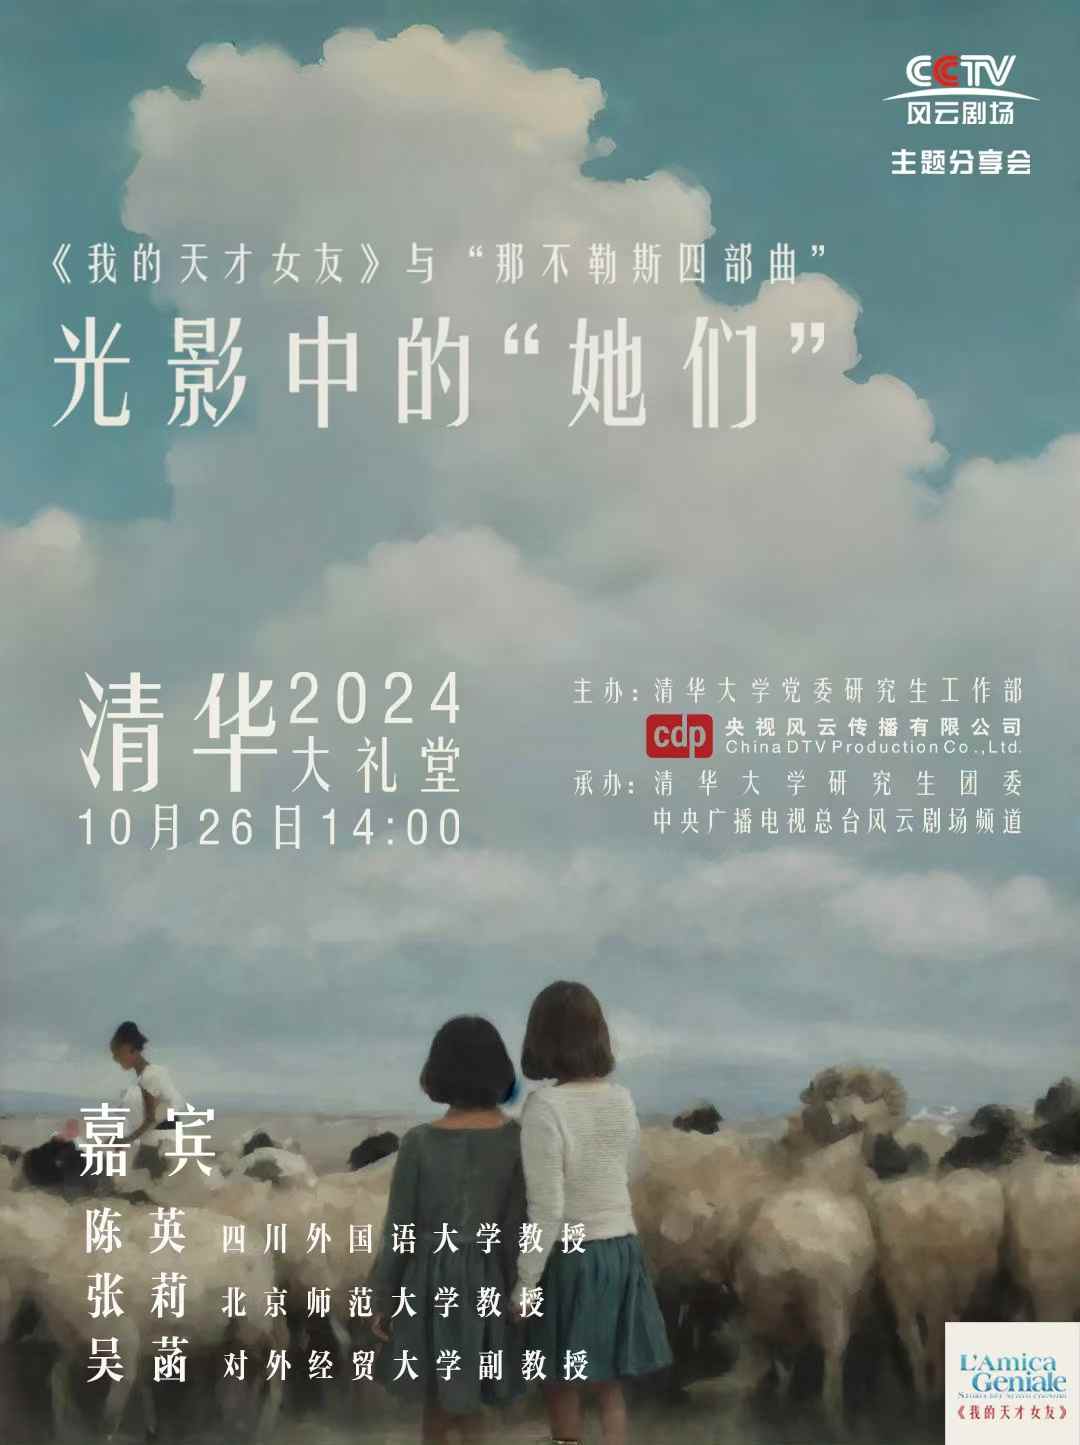 CCTV
风云剧场
主题分享会
《我的天才女友》与“那不勒斯四部曲”
光影中的“她们”
清华2024
大礼堂
10月26日14:00
主办:清华大学党委研究生工作部
cdp 央视风云传播有限公司
China DTV Production Co.,Ltd.
承办:清华大学研究生团委
中央广播电视总台风云剧场频道
嘉宾
陈英 四川外国语大学教授
张莉 北京师范大学教授
吴菡 对外经贸大学副教授
L'Amica
Geniale
《我的天才女友》